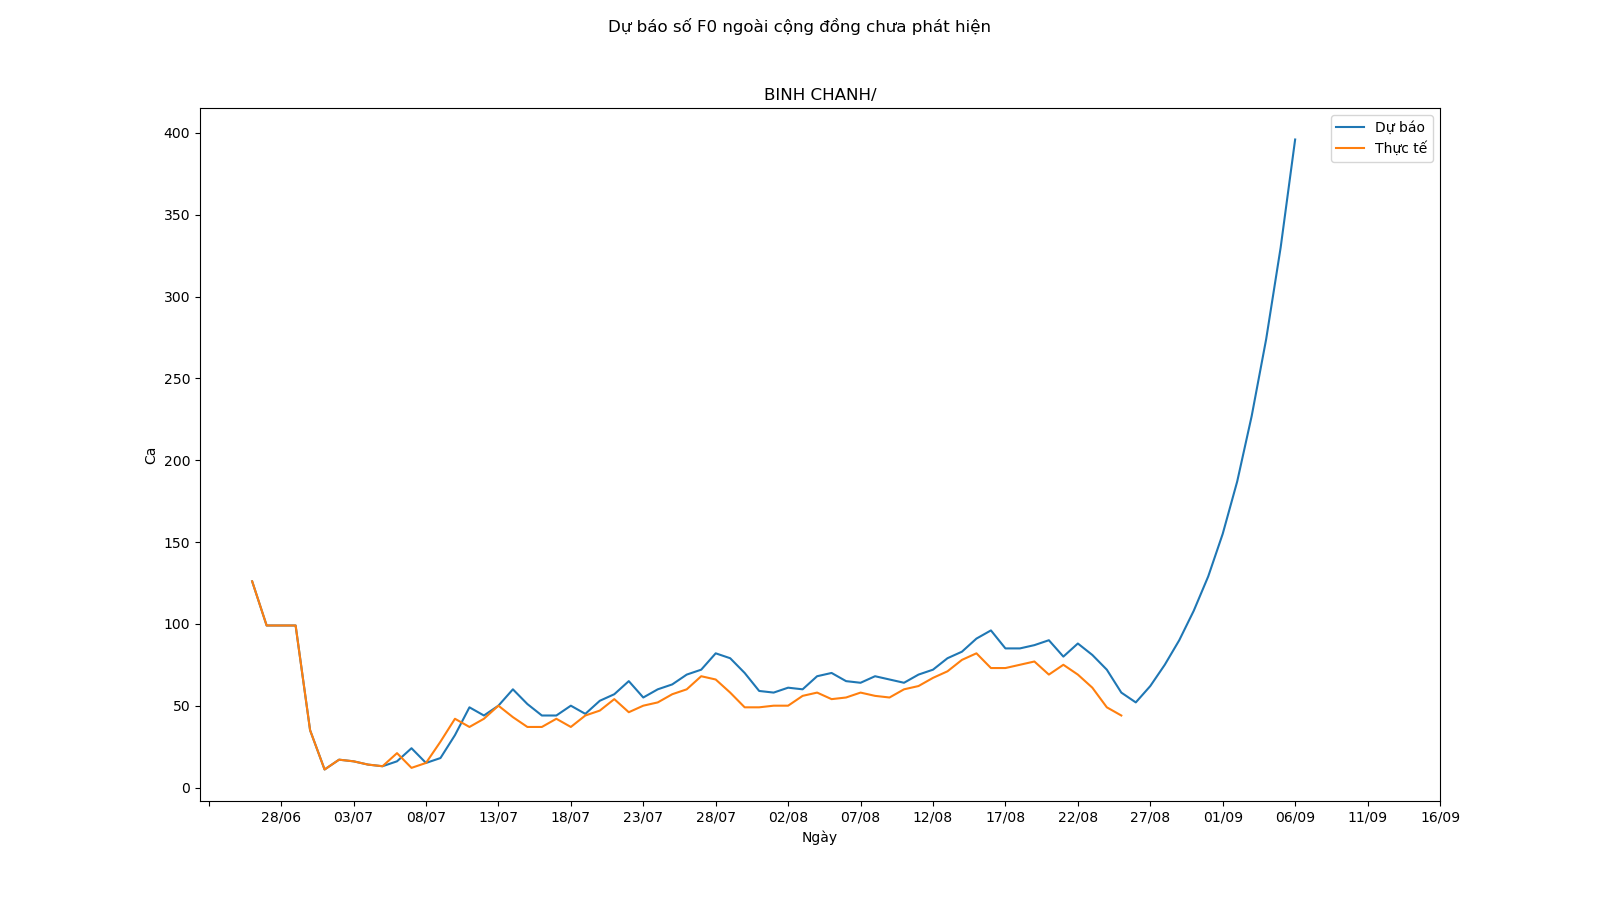 Dự báo số F0 ngoài cộng đồng chưa phát hiện
BINH CHANH/
Dự báo
Thực tế
400
350
300
250
200
150
100
50
0
Ca
28/06 03/07 08/07 13/07 18/07 23/07 28/07 02/08 07/08 12/08 17/08 22/08 27/08 01/09 06/09 11/09 16/09
Ngày